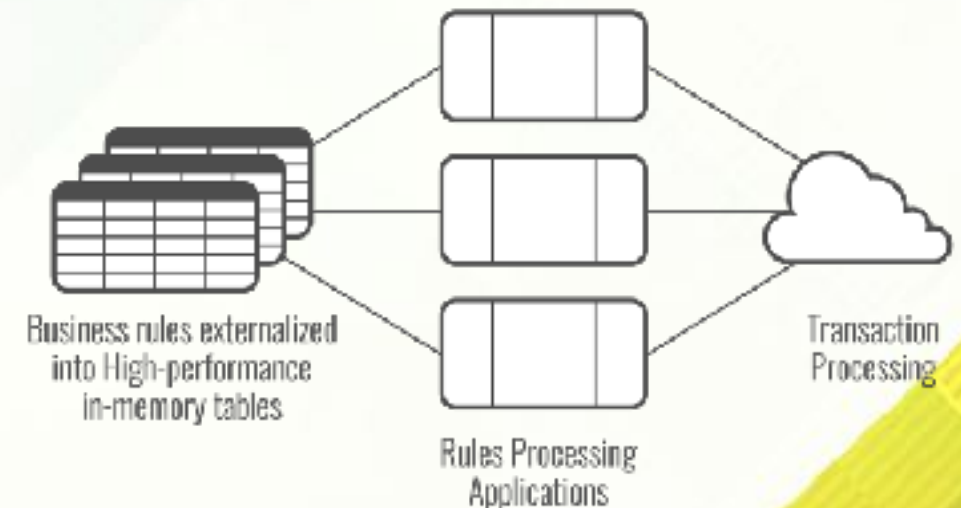 Business rules externalized
into High-performance
in-memory tables
Rules Processing
Applications
Transaction
Processing